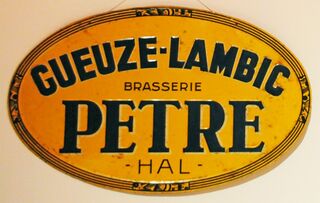 GUEUZE-LAMBIC
BRASSERIE
PETRE
-HAL-